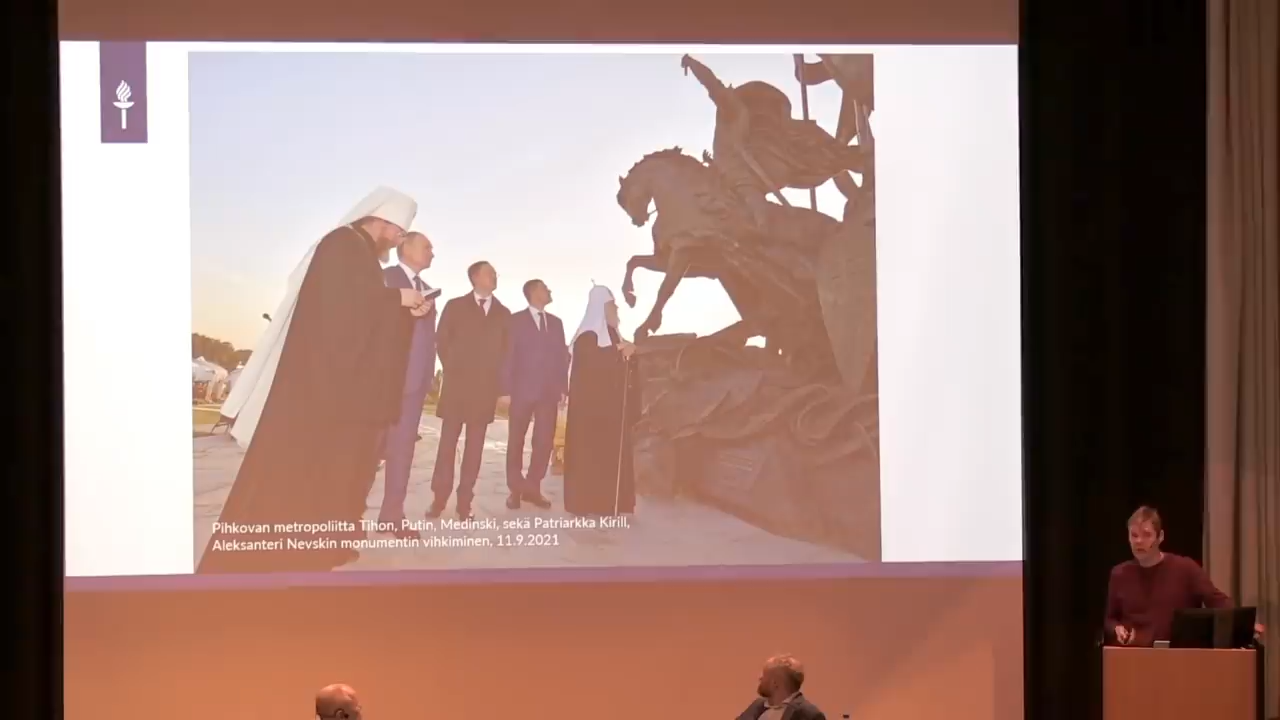 Pihkovan metropoliitta Tihon, Putin, Medinski, sekä Patriarkka Kirill,
Aleksanteri Nevskin monumentin vihkiminen, 11.9.2021